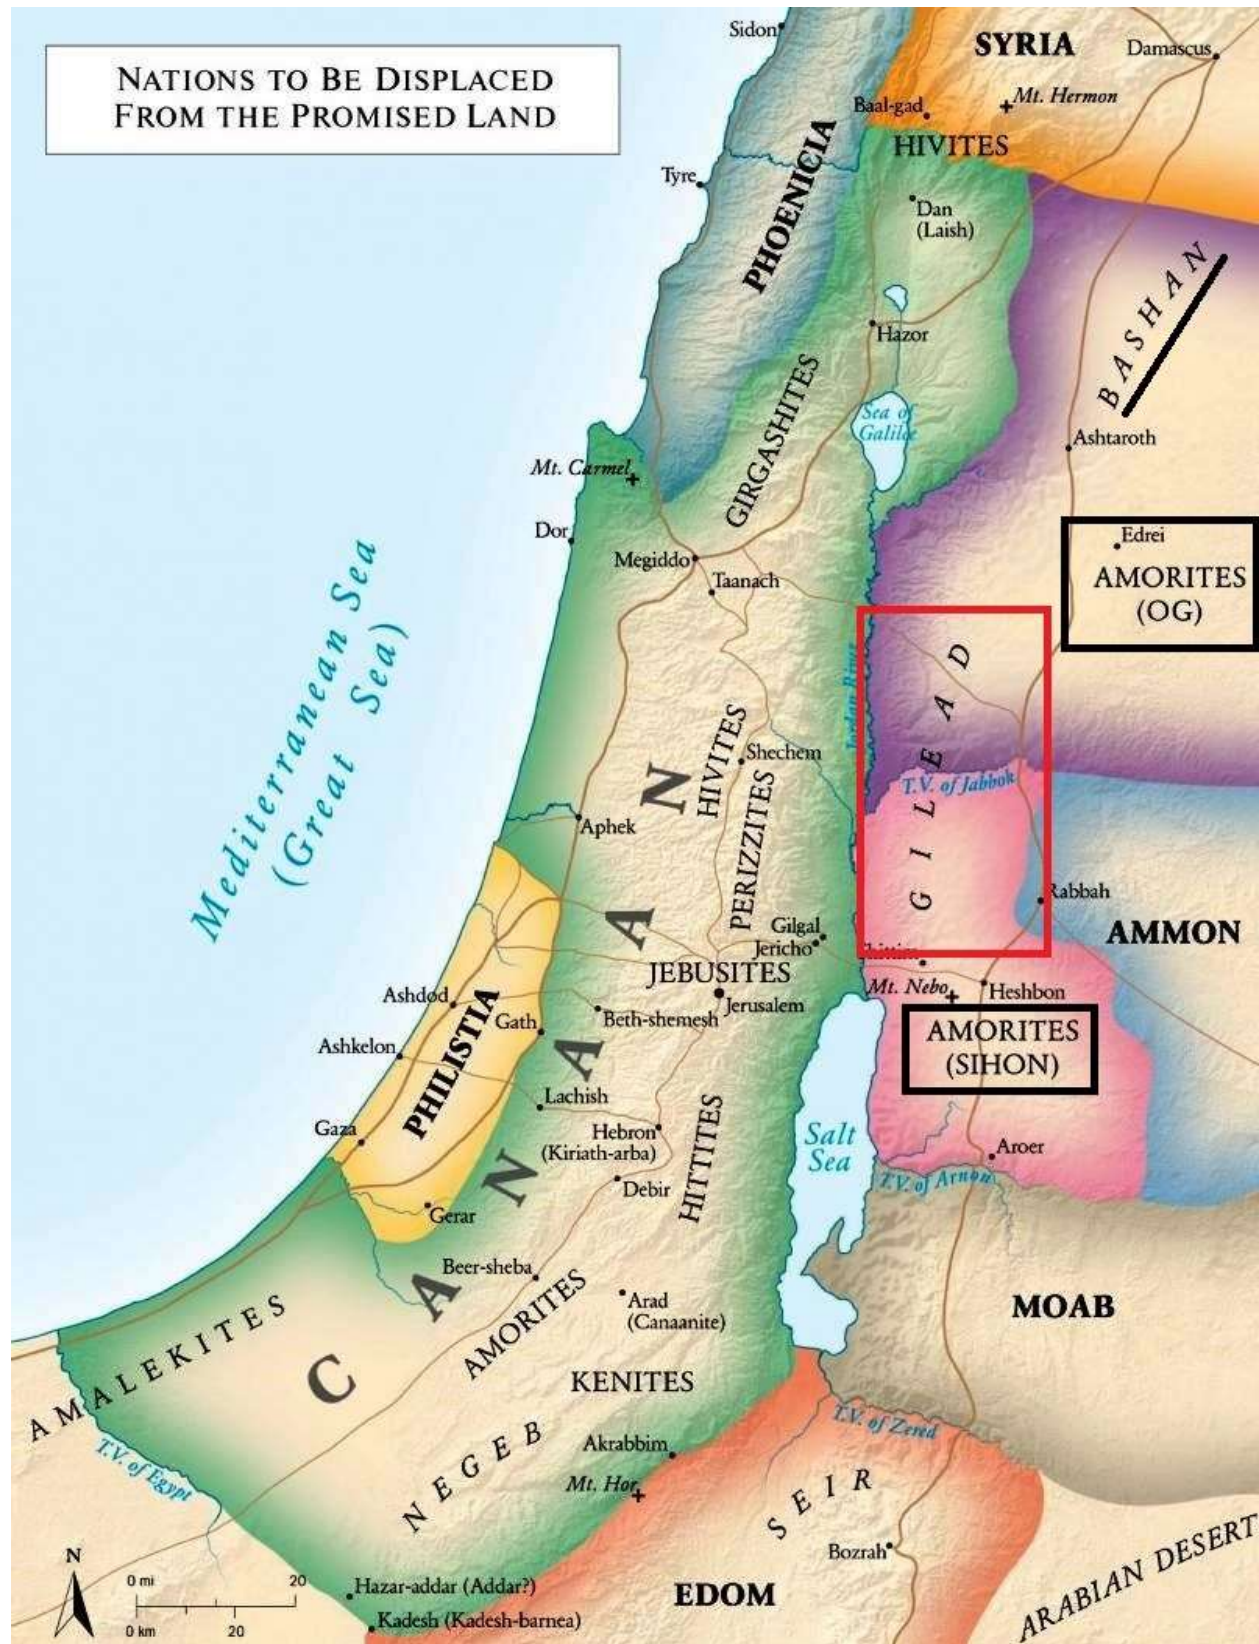 NATIONS TO BE DISPLACED
FROM THE PROMISED LAND
Sidon
SYRIA
Damascus
Baal-gad
Mt. Hermon
HIVITES
Tyre
PHOENICIA
Dan
(Laish)
BASHAN
Hazor
GIRGASHITES
Sea of
Galilee
Ashtaroth
Mt. Carmel
Dor
Edrei
AMORITES
(OG)
Megiddo
Taanach
Mediterranean Sea
(Great Sea)
Jordan River
GILEAD
HIVITES
Shechem
T.V. of Jabbok
PERIZZITES
Aphek
CANAAN
Rabbah
AMMON
Gilgal
Jericho
JEBUSITES
Jerusalem
Mt. Nebo
Heshbon
AMORITES
(SIHON)
Ashdod
PHILISTIA
Gath
Beth-shemesh
Ashkelon
Lachish
Gaza
Hebron
(Kiriath-arba)
HITTITES
Salt
Sea
Aroer
T.V. of Arnon
Debir
Gerar
Beer-sheba
AMORITES
Arad
(Canaanite)
MOAB
AMALEKITES
KENITES
T.V. of Zered
NEGEB
Akrabbim
Mt. Hor
T.V. of Egypt
SEIR
Bozrah
ARABIAN DESERT
EDOM
N
0 mi 20
0 km 20
Hazar-addar (Addar?)
Kadesh (Kadesh-barnea)